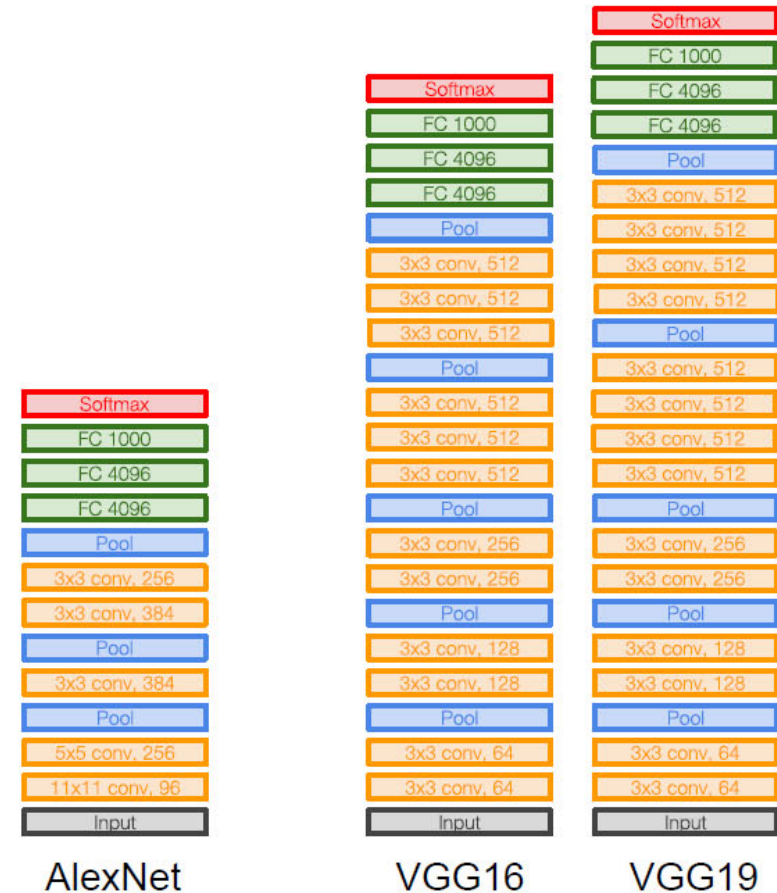 Softmax
FC 1000
FC 4096
FC 4096
Pool
3x3 conv, 256
3x3 conv, 384
Pool
3x3 conv, 384
Pool
5x5 conv, 256
11x11 conv, 96
Input
AlexNet
Softmax
FC 1000
FC 4096
FC 4096
Pool
3x3 conv, 512
3x3 conv, 512
3x3 conv, 512
Pool
3x3 conv, 512
3x3 conv, 512
3x3 conv, 512
Pool
3x3 conv, 256
3x3 conv, 256
Pool
3x3 conv, 128
3x3 conv, 128
Pool
3x3 conv, 64
3x3 conv, 64
Input
VGG16
Softmax
FC 1000
FC 4096
FC 4096
Pool
3x3 conv, 512
3x3 conv, 512
3x3 conv, 512
3x3 conv, 512
Pool
3x3 conv, 512
3x3 conv, 512
3x3 conv, 512
3x3 conv, 512
Pool
3x3 conv, 256
3x3 conv, 256
Pool
3x3 conv, 128
3x3 conv, 128
Pool
3x3 conv, 64
3x3 conv, 64
Input
VGG19